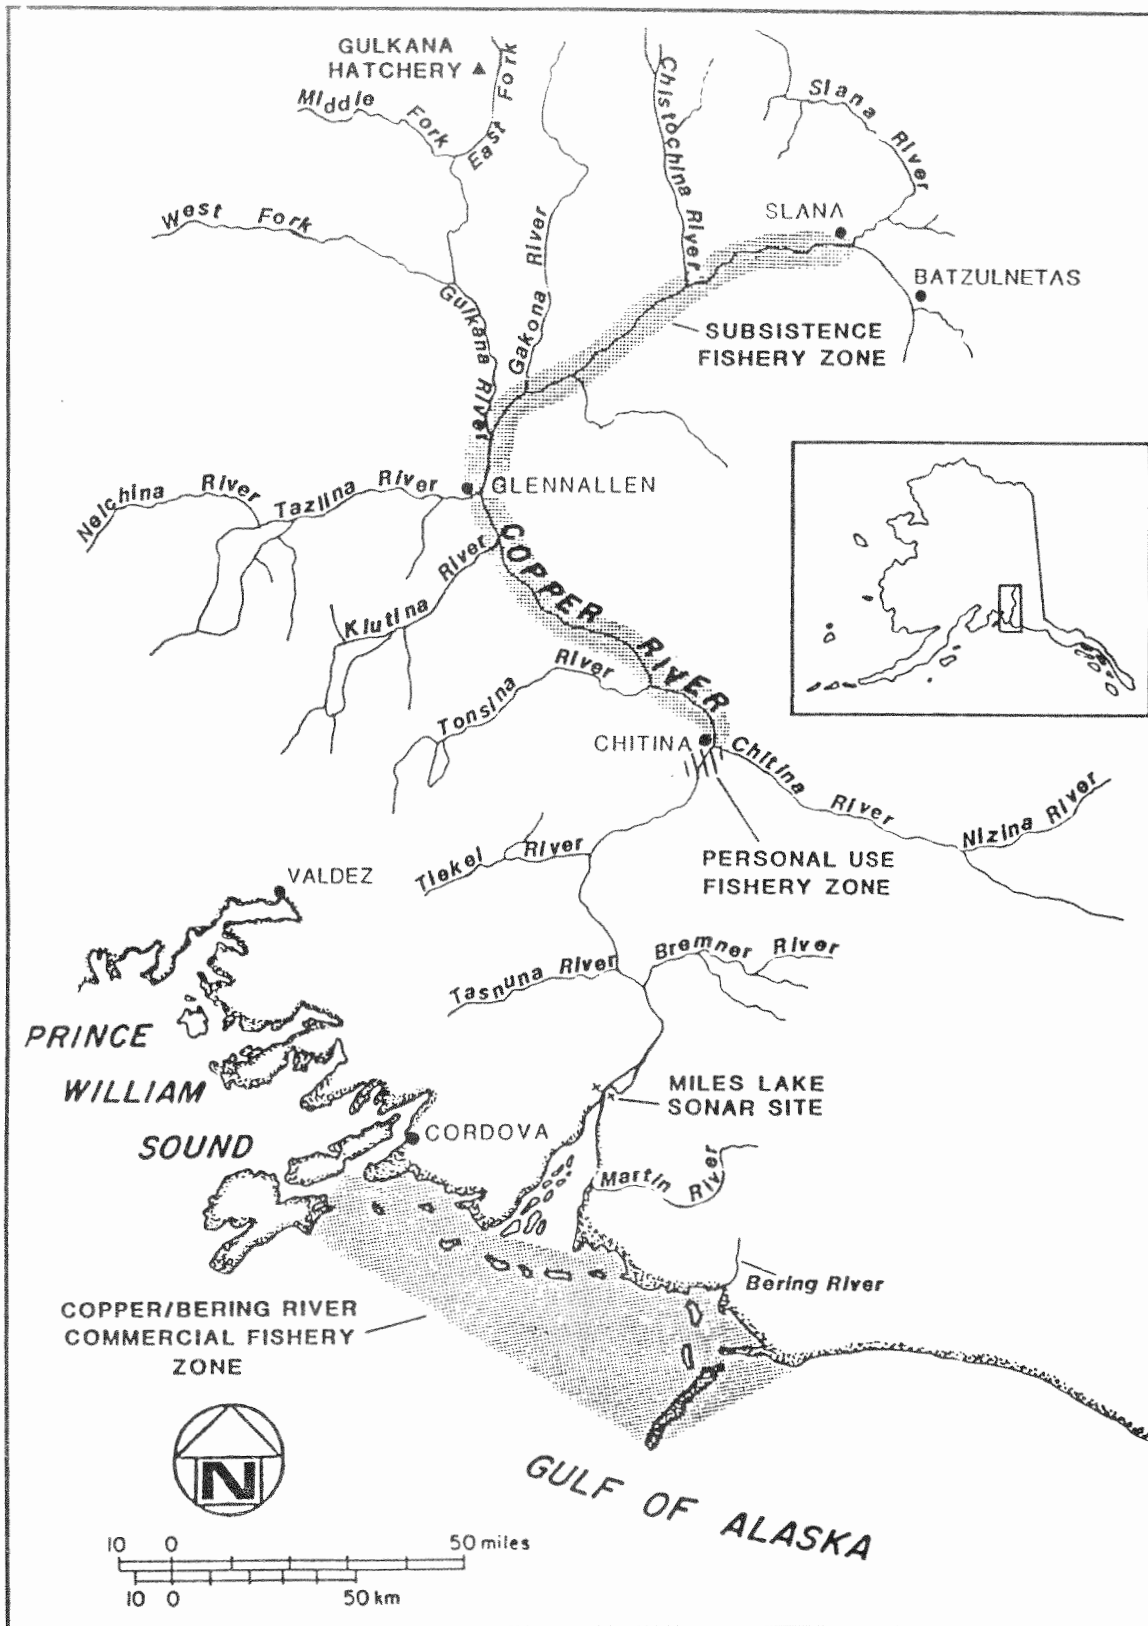 GULKANA
HATCHERY
Middle Fork
East Fork
Chistochina River
Slana River
West Fork
Gakona River
SLANA
BATZULNETAS
Gulkana River
SUBSISTENCE
FISHERY ZONE
Nelchina River
Tazlina River
GLENNALLEN
COPPER RIVER
Klutina River
Tonsina River
CHITINA
Chitina River
Nizina River
Tiekel River
PERSONAL USE
FISHERY ZONE
VALDEZ
Bremner River
Tasnuna River
PRINCE
WILLIAM
SOUND
MILES LAKE
SONAR SITE
CORDOVA
Martin River
Bering River
COPPER/BERING RIVER
COMMERCIAL FISHERY
ZONE
N
GULF OF ALASKA
10 0 50 miles
10 0 50 km